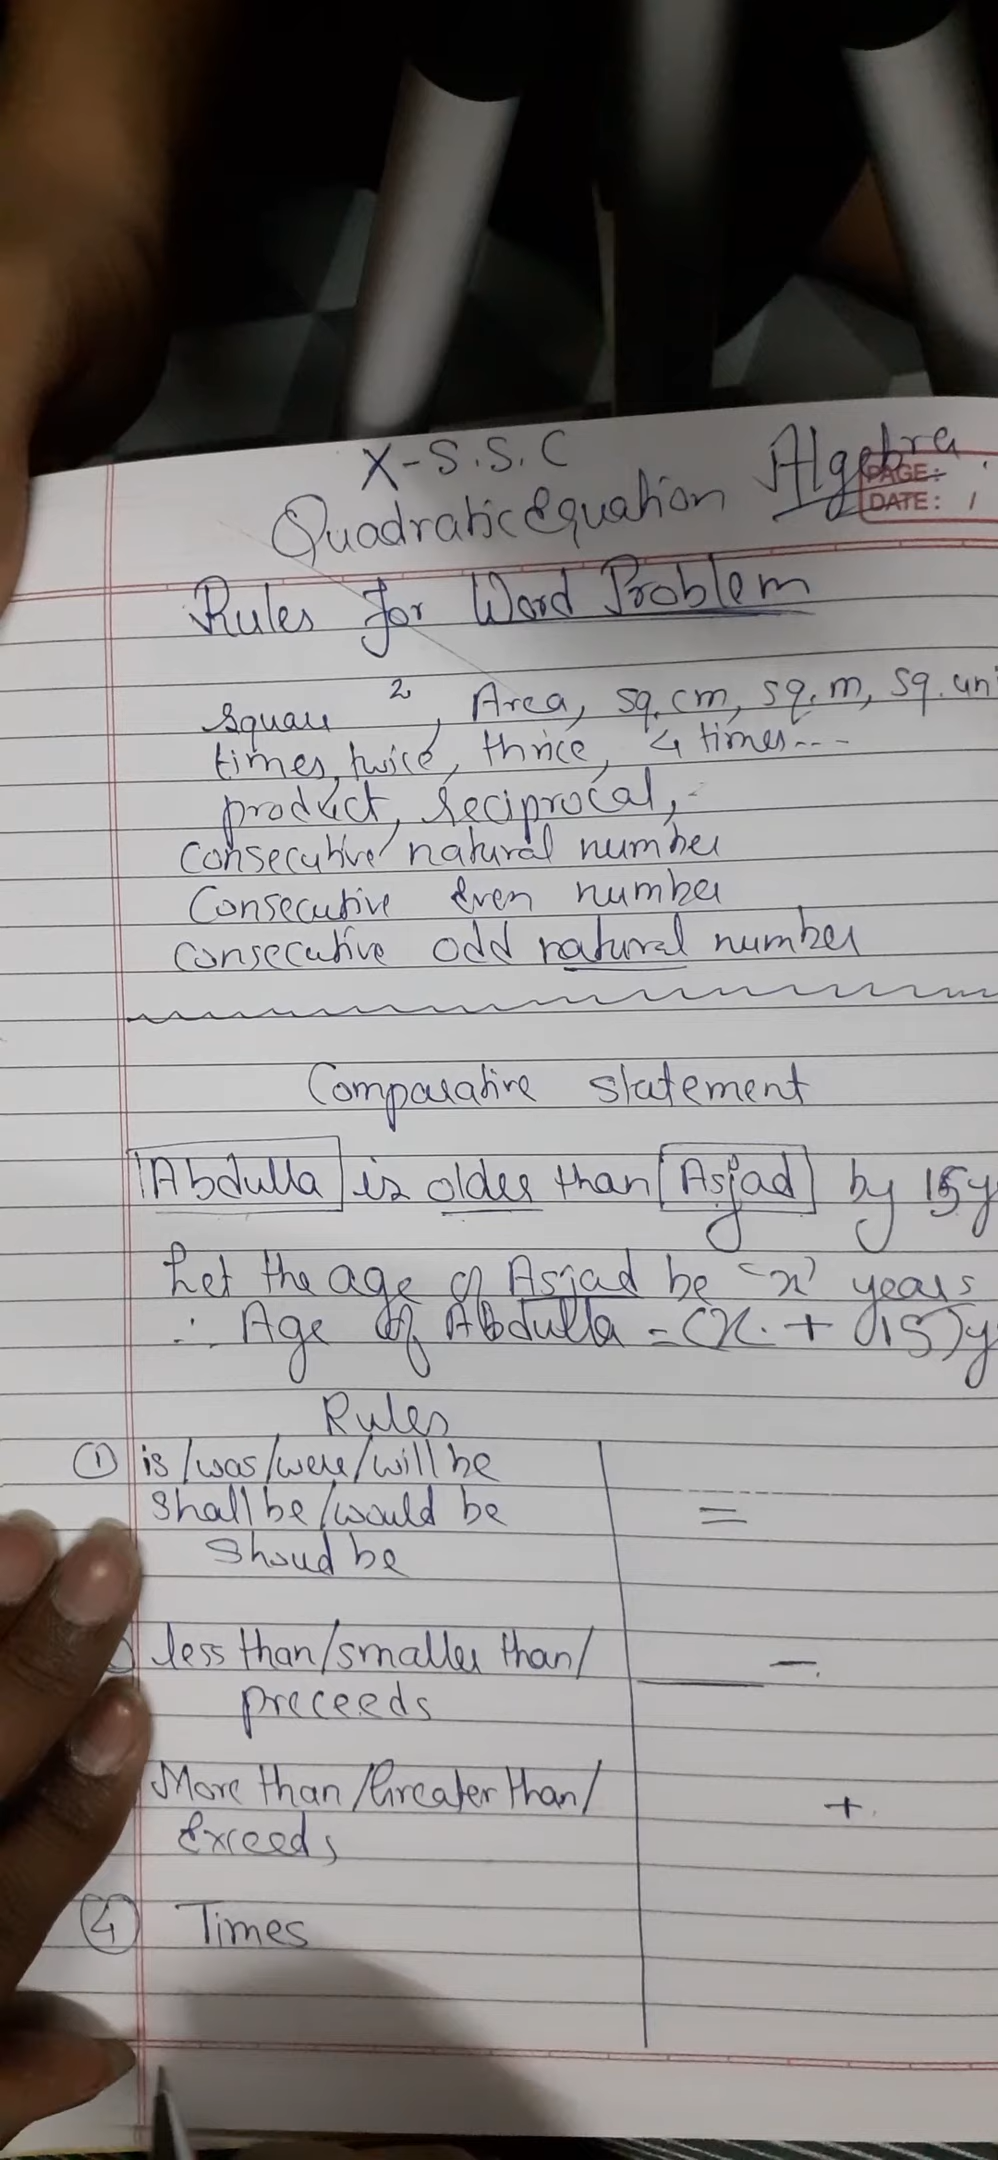 X-S.S.C
Algebra
PAGE:
DATE: 1
Quadratic Equation
Rules for Word Problem
square ², Area, sq.cm, sq.m, sq.uni
times, twice, thrice, 4 times---
product, Reciprocal,
Consecutive natural number
Consecutive Even number
consecutive odd natural number
Comparative statement
Abdulla is older than Asjad by 15y
Let the age of Asjad be 'x' years
∴ Age of Abdulla = (x + 15)y
Rules
① is/was/were/will be
shall be/would be =
shoud be
less than/smaller than/ —
preceeds
More than/Greater than/ +
Exceeds
④ Times